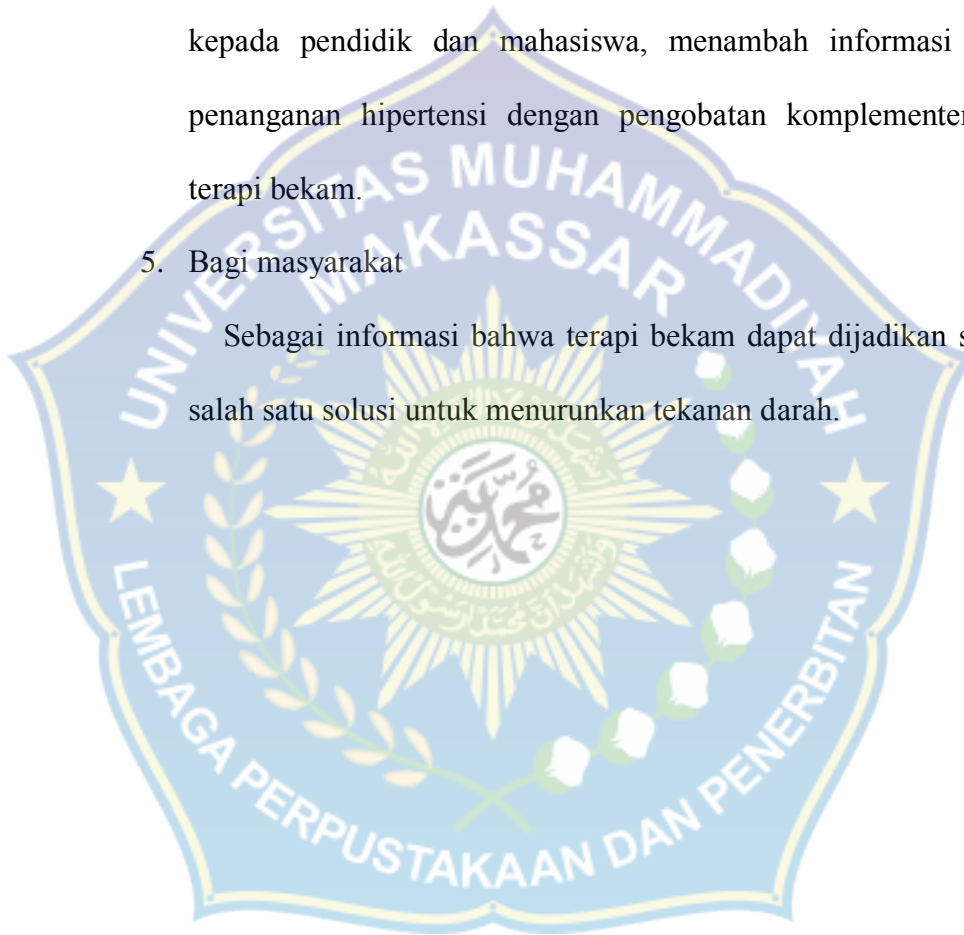 kepada pendidik dan mahasiswa, menambah informasi
penanganan hipertensi dengan pengobatan komplementer
terapi bekam.
5. Bagi masyarakat
Sebagai informasi bahwa terapi bekam dapat dijadikan s
salah satu solusi untuk menurunkan tekanan darah.
UNIVERSITAS MUHAMMADIYAH
MAKASSAR
محمدية
LEMBAGA PERPUSTAKAAN DAN PENERBITAN